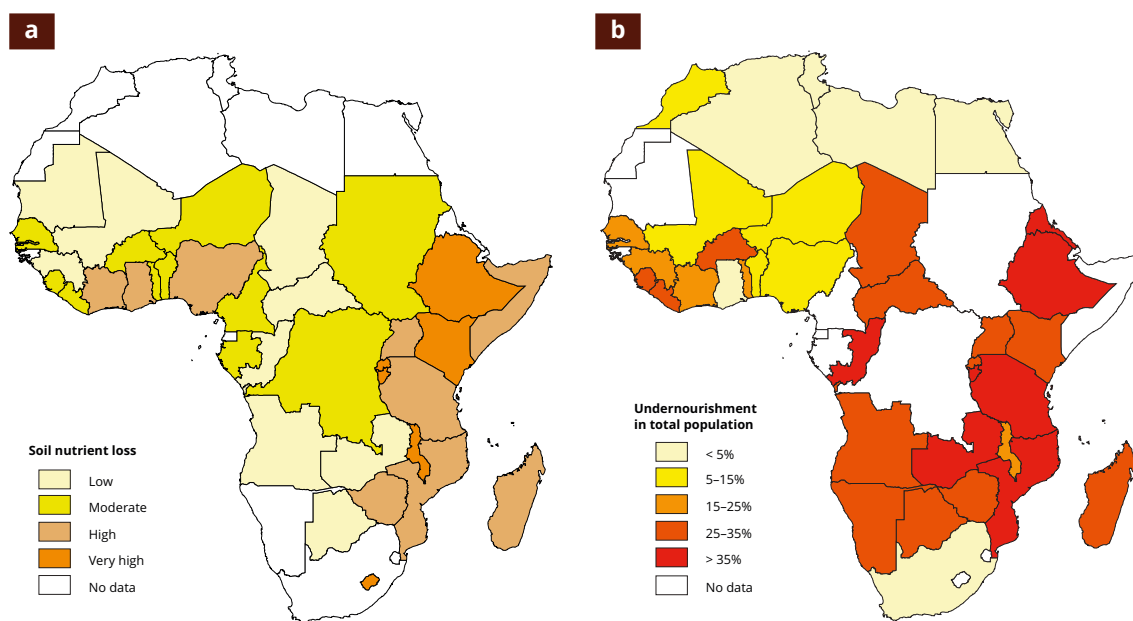 a
b
Soil nutrient loss
Low
Moderate
High
Very high
No data
Undernourishment
in total population
< 5%
5–15%
15–25%
25–35%
> 35%
No data